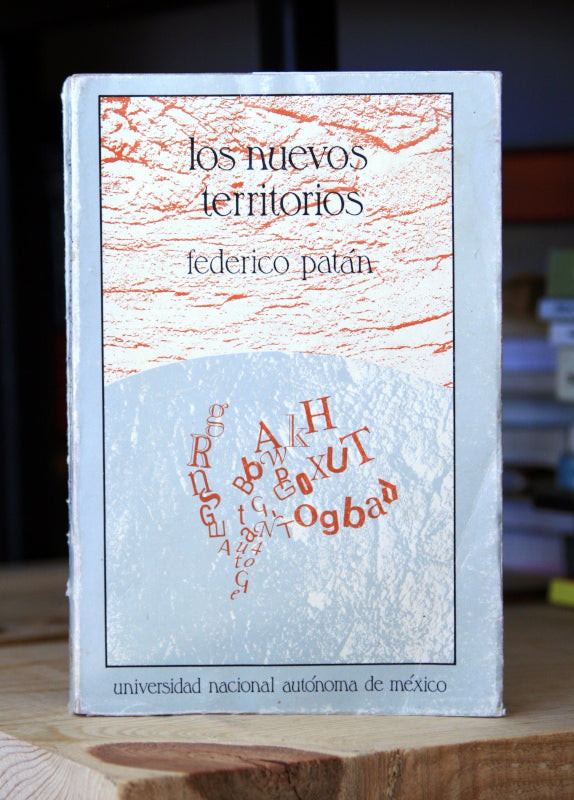 los nuevos
territorios
federico patán
universidad nacional autónoma de méxico